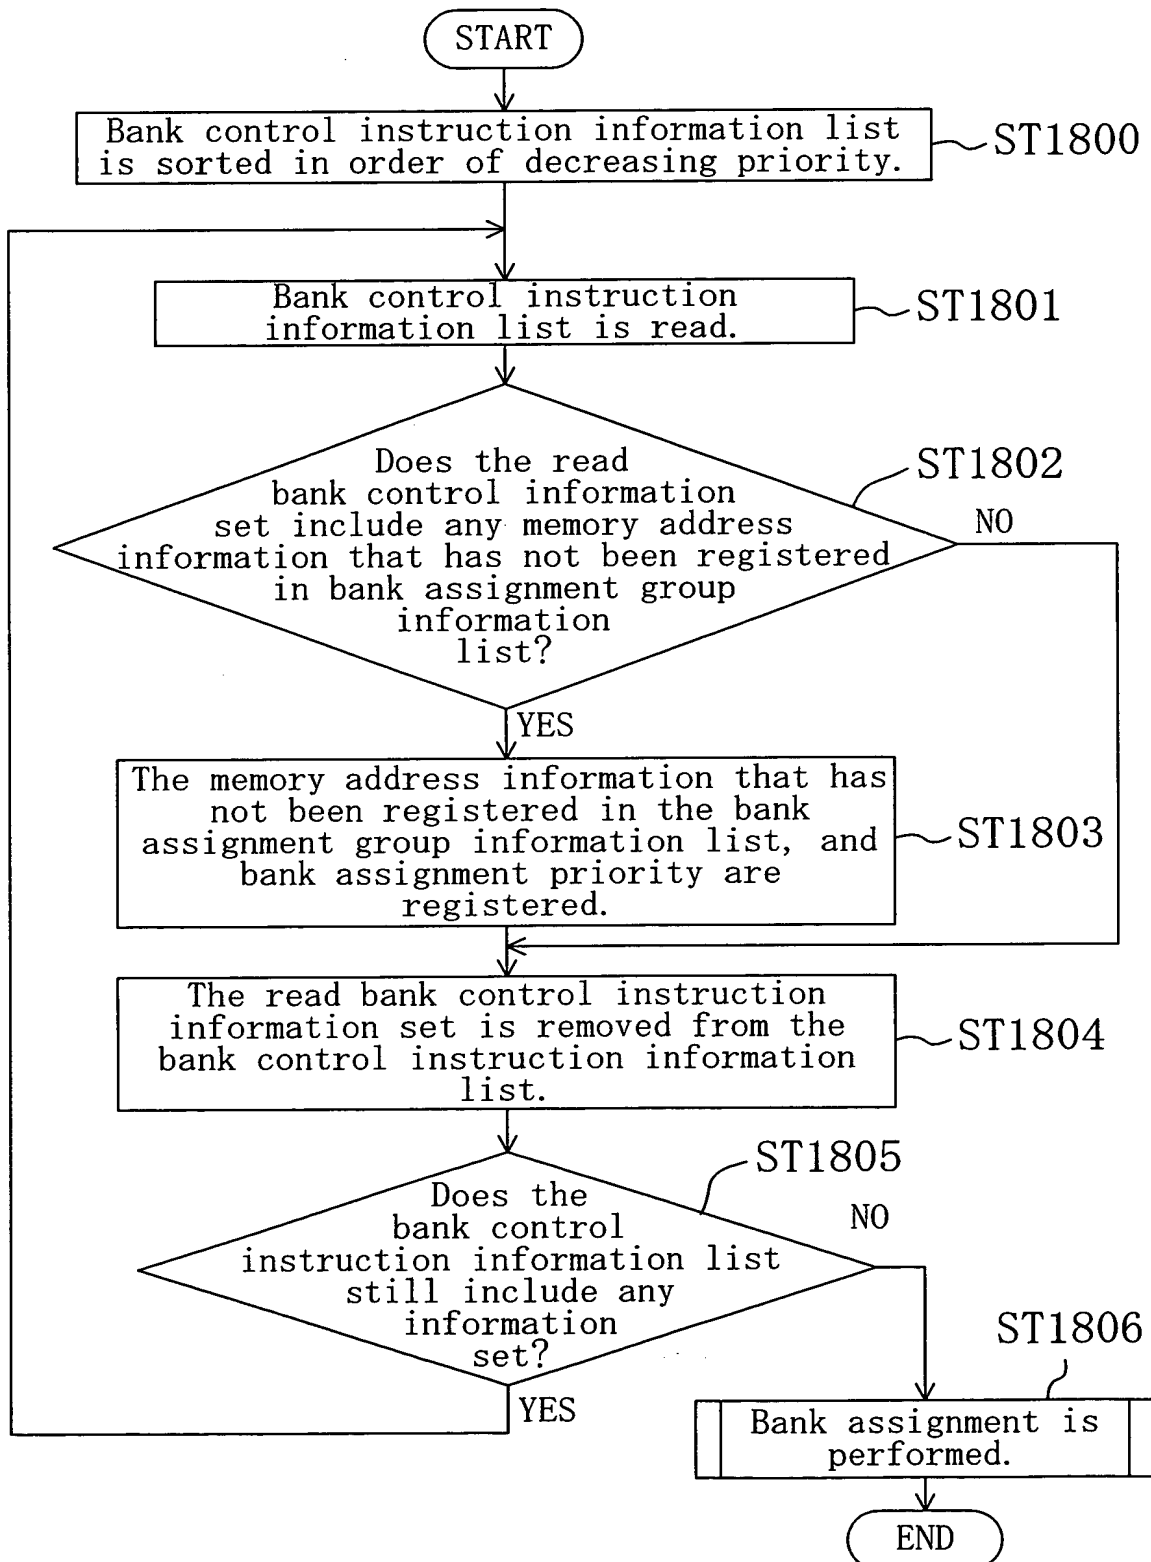 START
Bank control instruction information list
is sorted in order of decreasing priority.
ST1800
Bank control instruction
information list is read.
ST1801
Does the read
bank control information
set include any memory address
information that has not been registered
in bank assignment group
information
list?
ST1802
NO
YES
The memory address information that has
not been registered in the bank
assignment group information list, and
bank assignment priority are
registered.
ST1803
The read bank control instruction
information set is removed from the
bank control instruction information
list.
ST1804
Does the
bank control
instruction information list
still include any
information
set?
ST1805
NO
YES
ST1806
Bank assignment is
performed.
END